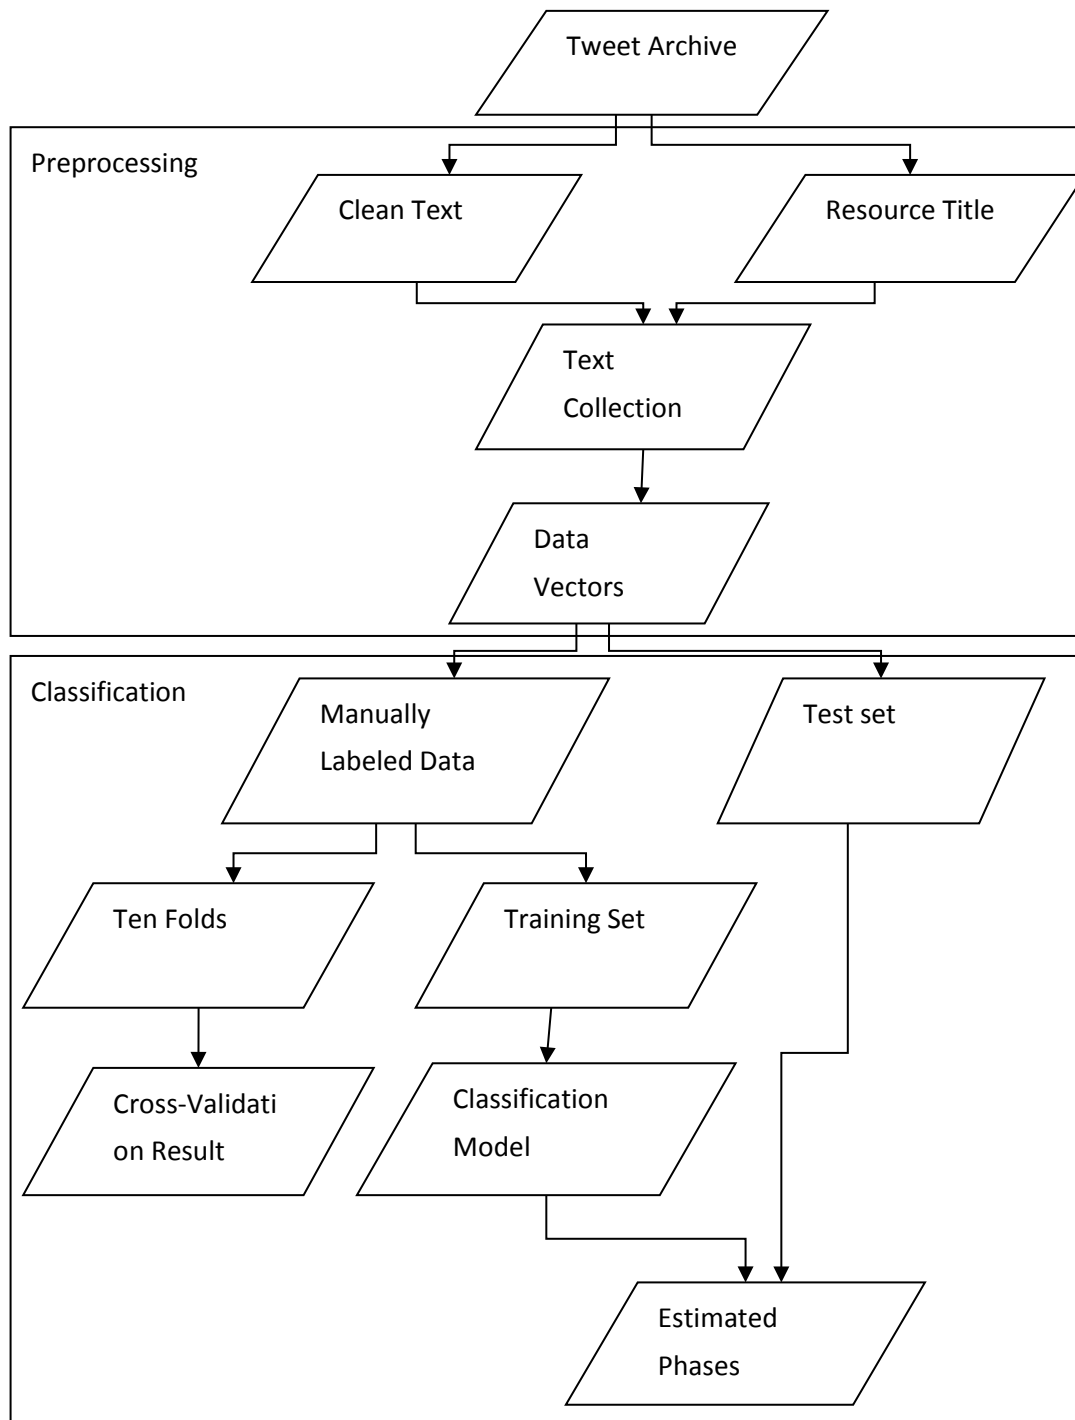 Tweet Archive
Preprocessing
Clean Text
Resource Title
Text
Collection
Data
Vectors
Classification
Manually
Labeled Data
Test set
Ten Folds
Training Set
Cross-Validati
on Result
Classification
Model
Estimated
Phases